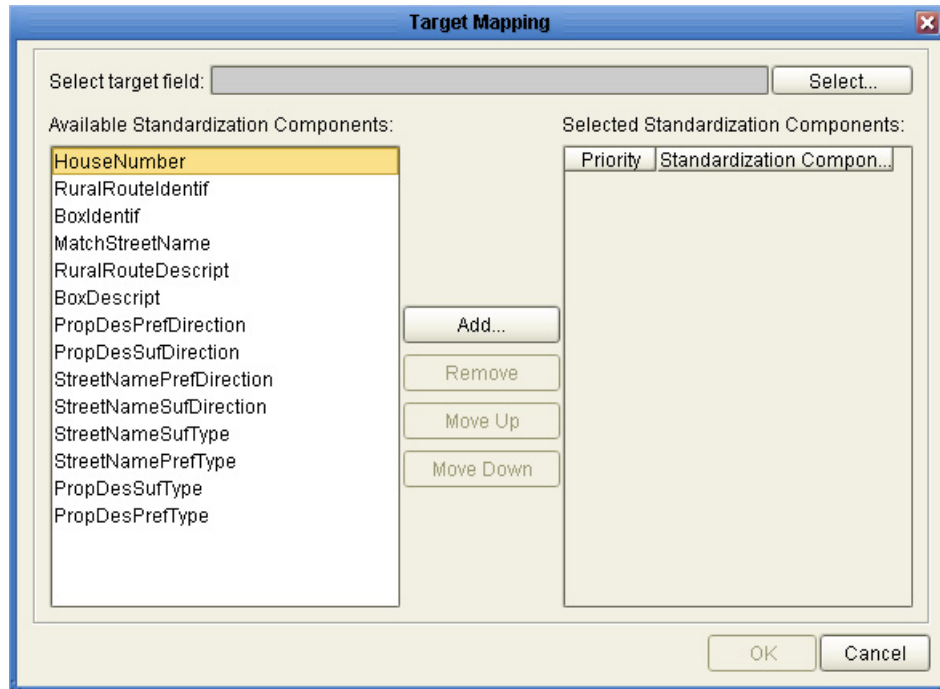 Target Mapping
Select target field:
Select...
Available Standardization Components:
Selected Standardization Components:
HouseNumber
RuralRouteIdentif
BoxIdentif
MatchStreetName
RuralRouteDescript
BoxDescript
PropDesPrefDirection
PropDesSufDirection
StreetNamePrefDirection
StreetNameSufDirection
StreetNameSufType
StreetNamePrefType
PropDesSufType
PropDesPrefType
Add...
Remove
Move Up
Move Down
Priority Standardization Compon...
OK Cancel